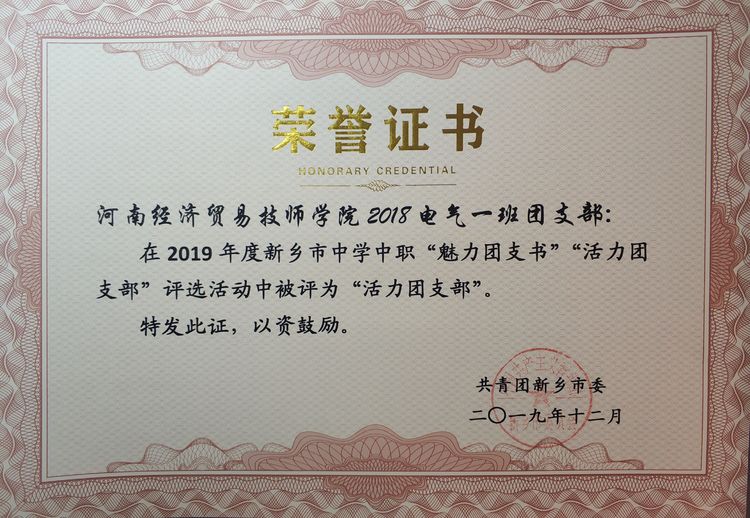 荣誉证书
HONORARY CREDENTIAL
河南经济贸易技师学院2018电气一班团支部：
在2019年度新乡市中学中职“魅力团支书”“活力团
支部”评选活动中被评为“活力团支部”。
特发此证，以资鼓励。
共青团新乡市委
二〇一九年十二月